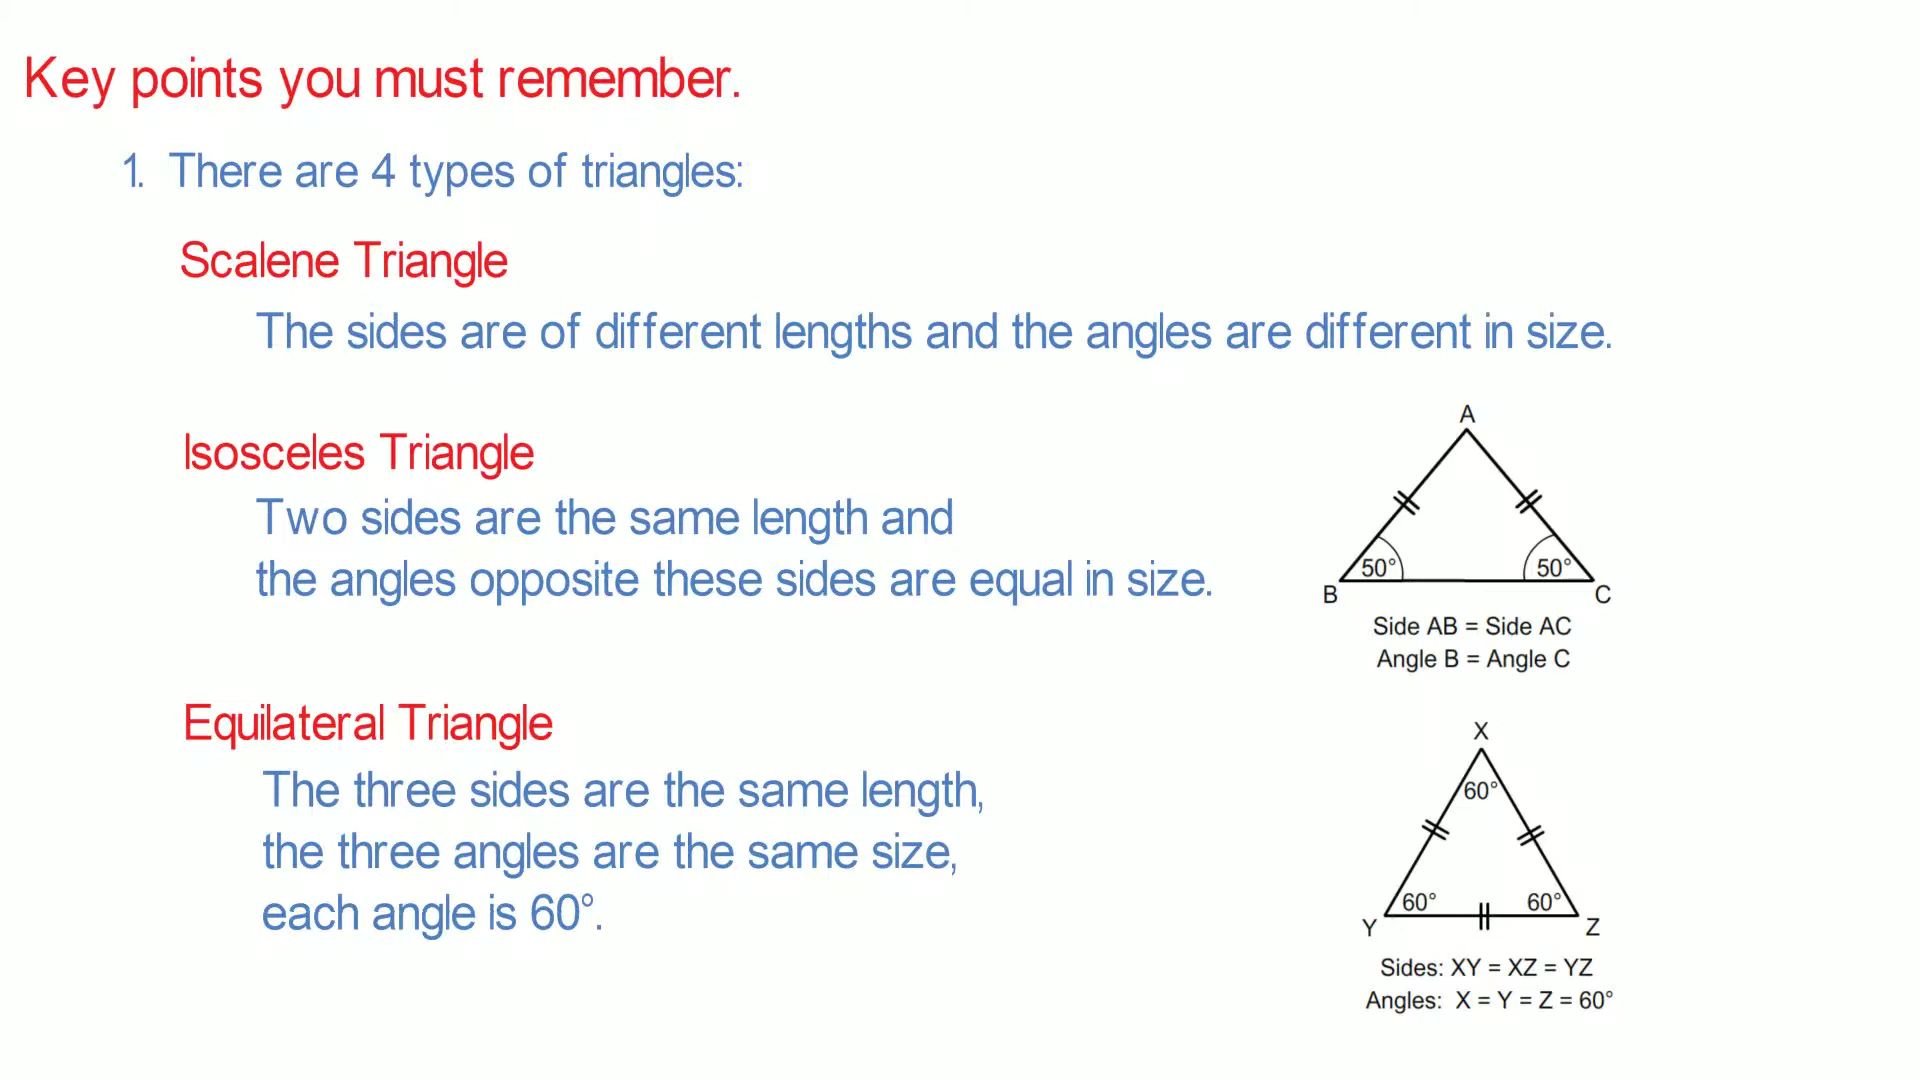 Key points you must remember.
1. There are 4 types of triangles:
Scalene Triangle
The sides are of different lengths and the angles are different in size.
Isosceles Triangle
Two sides are the same length and
the angles opposite these sides are equal in size.
A
50°
50°
B
C
Side AB = Side AC
Angle B = Angle C
Equilateral Triangle
The three sides are the same length,
the three angles are the same size,
each angle is 60°.
X
60°
60°
60°
Y
Z
Sides: XY = XZ = YZ
Angles: X = Y = Z = 60°